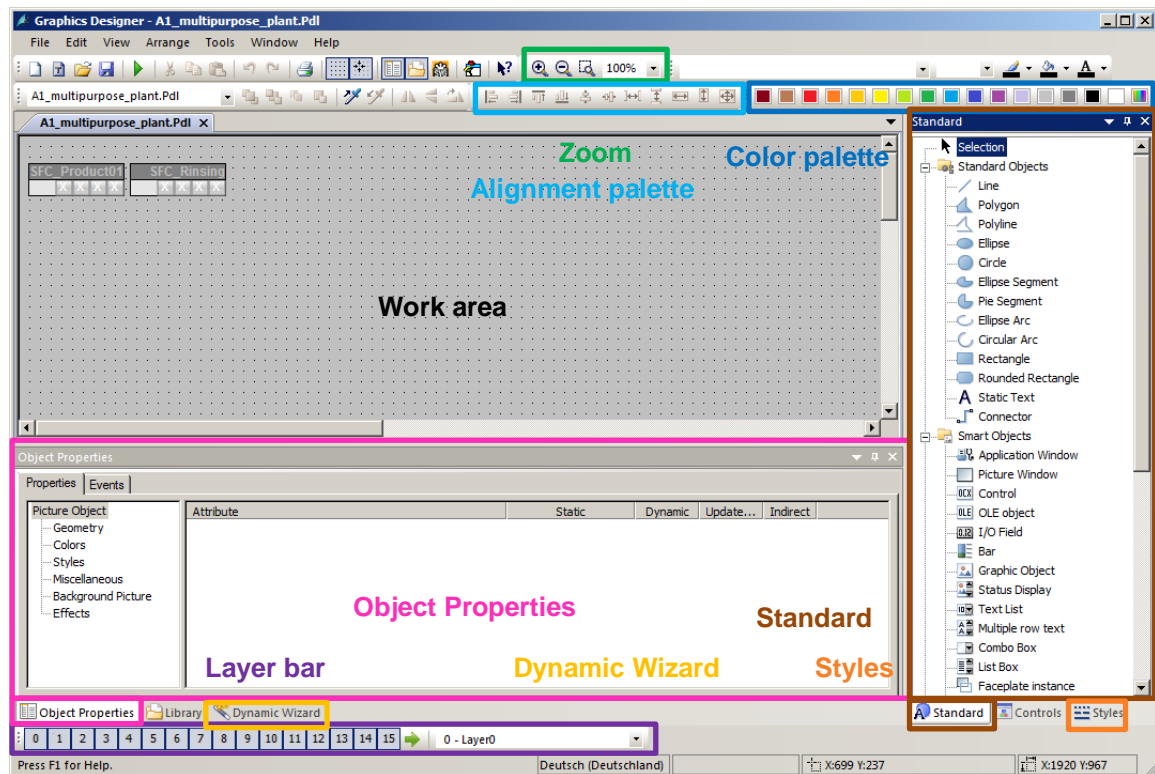 Graphics Designer - A1_multipurpose_plant.Pdl
File Edit View Arrange Tools Window Help
100%
A1_multipurpose_plant.Pdl
A1_multipurpose_plant.Pdl X
Standard
Zoom
Color palette
Alignment palette
SFC_Product01 SFC_Rinsing
X X X X X X X X
Work area
Selection
Standard Objects
Line
Polygon
Polyline
Ellipse
Circle
Ellipse Segment
Pie Segment
Ellipse Arc
Circular Arc
Rectangle
Rounded Rectangle
A Static Text
Connector
Smart Objects
Application Window
Picture Window
OCX Control
OLE OLE object
0.12 I/O Field
Bar
Graphic Object
Status Display
Text List
Multiple row text
Combo Box
List Box
Faceplate instance
Object Properties
Properties Events
Picture Object
Geometry
Colors
Styles
Miscellaneous
Background Picture
Effects
Attribute Static Dynamic Update... Indirect
Object Properties
Standard
Layer bar
Dynamic Wizard
Styles
Object Properties Library Dynamic Wizard
Standard Controls Styles
0 1 2 3 4 5 6 7 8 9 10 11 12 13 14 15 0 - Layer0
Press F1 for Help. Deutsch (Deutschland) X:699 Y:237 X:1920 Y:967